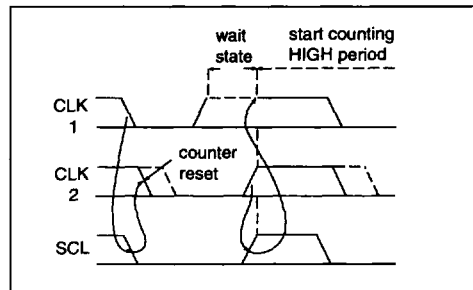 wait
state
start counting
HIGH period
CLK
1
counter
reset
CLK
2
SCL